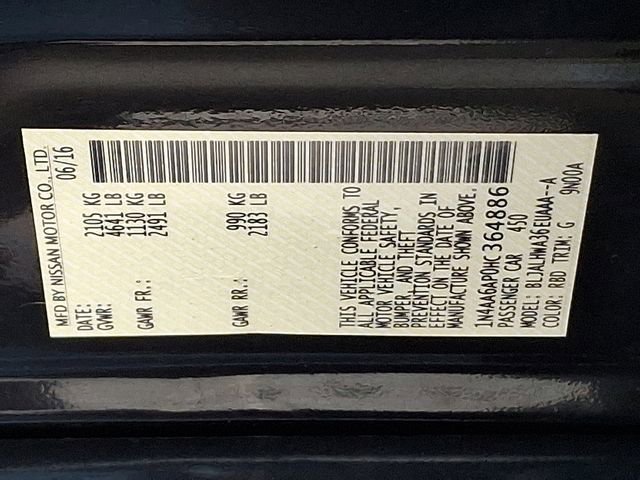 MFD BY NISSAN MOTOR CO., LTD.
DATE: 06/16
GVWR: 2105 KG
4641 LB
GAWR FR.: 1130 KG
2491 LB
GAWR RR.: 990 KG
2183 LB
THIS VEHICLE CONFORMS TO
ALL APPLICABLE FEDERAL
MOTOR VEHICLE SAFETY,
BUMPER, AND THEFT
PREVENTION STANDARDS IN
EFFECT ON THE DATE OF
MANUFACTURE SHOWN ABOVE.
1N4AA6AP0HC364886
PASSENGER CAR 450
MODEL: BLJALHWA36EUAAA--A
COLOR: RBD TRIM: G 9N00A